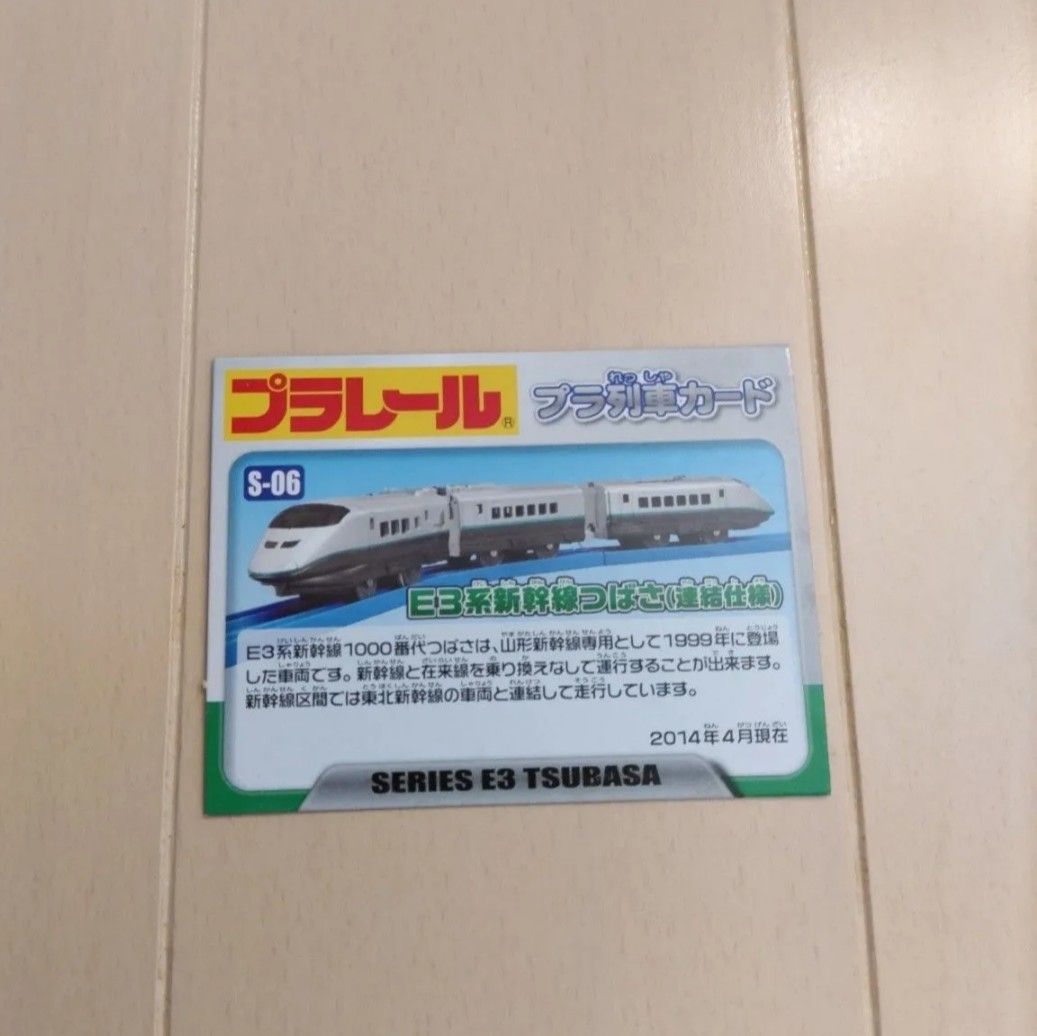 プラレール®
プラ列車カード
S-06
E3系新幹線つばさ(連結仕様)
E3系新幹線1000番代つばさは、山形新幹線専用として1999年に登場
した車両です。新幹線と在来線を乗り換えなしで運行することが出来ます。
新幹線区間では東北新幹線の車両と連結して走行しています。
2014年4月現在
SERIES E3 TSUBASA